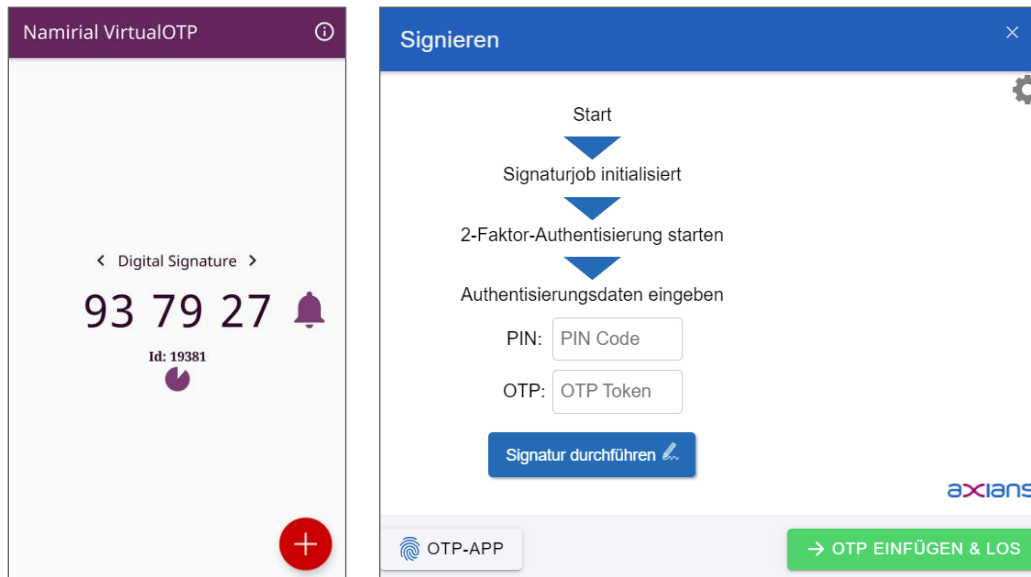 Namirial VirtualOTP
Digital Signature
93 79 27
Id: 19381
Signieren
Start
Signaturjob initialisiert
2-Faktor-Authentisierung starten
Authentisierungsdaten eingeben
PIN: PIN Code
OTP: OTP Token
Signatur durchführen
axians
OTP-APP
OTP EINFÜGEN & LOS